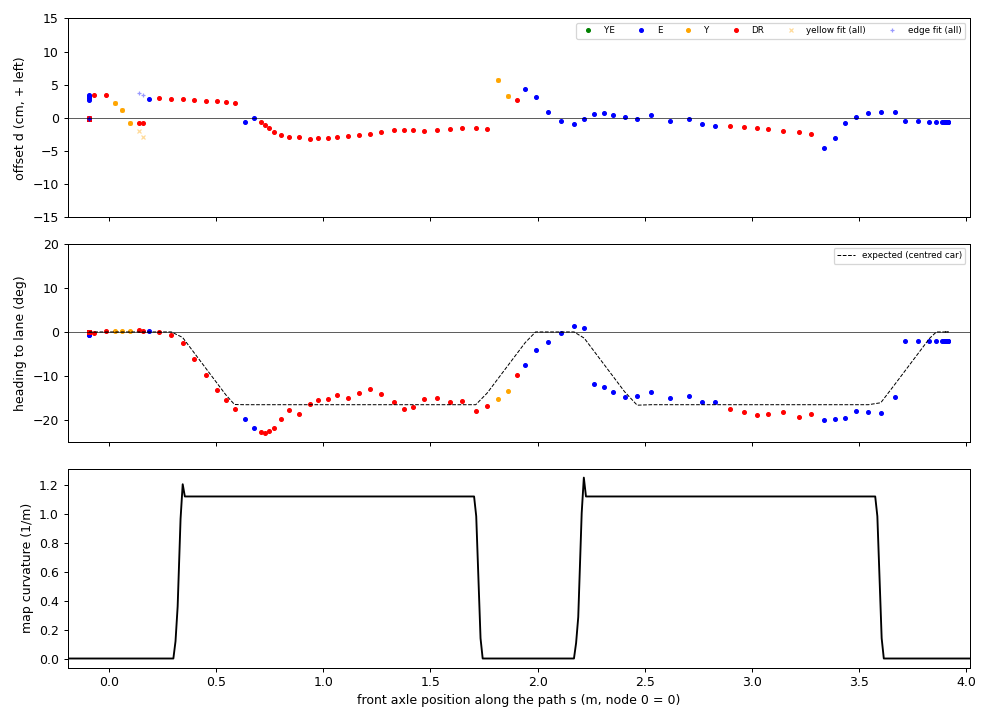 15
10
5
0
−5
−10
−15
offset d (cm, + left)
YE E Y DR yellow fit (all) edge fit (all)
20
10
0
−10
−20
heading to lane (deg)
expected (centred car)
1.2
1.0
0.8
0.6
0.4
0.2
0.0
map curvature (1/m)
0.0 0.5 1.0 1.5 2.0 2.5 3.0 3.5 4.0
front axle position along the path s (m, node 0 = 0)